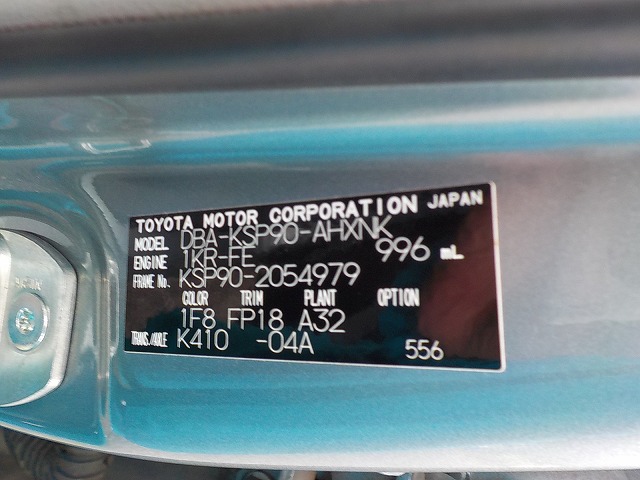 TOYOTA MOTOR CORPORATION JAPAN
MODEL DBA-KSP90-AHXNK
ENGINE 1KR-FE 996 mL
FRAME No. KSP90-2054979
COLOR TRIM PLANT OPTION
1F8 FP18 A32
TRANS./AXLE K410 -04A 556